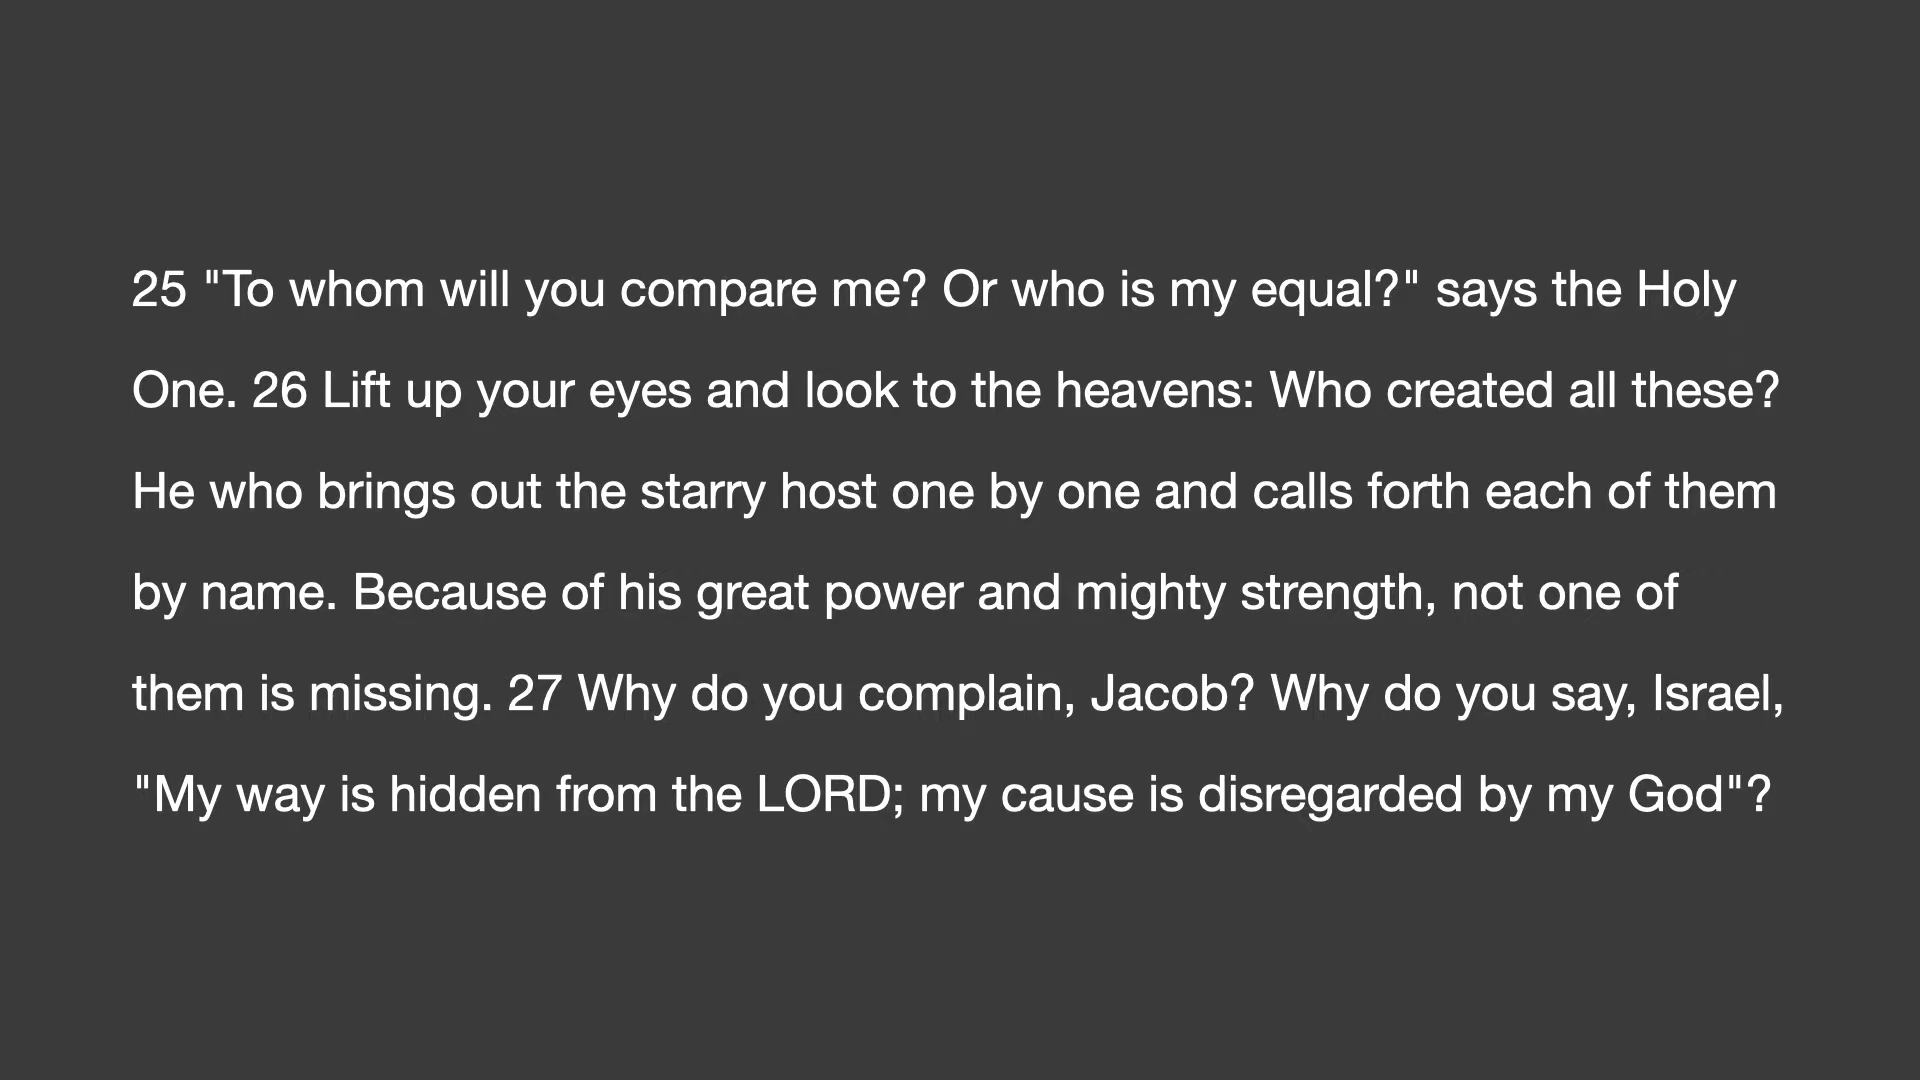 25 "To whom will you compare me? Or who is my equal?" says the Holy
One. 26 Lift up your eyes and look to the heavens: Who created all these?
He who brings out the starry host one by one and calls forth each of them
by name. Because of his great power and mighty strength, not one of
them is missing. 27 Why do you complain, Jacob? Why do you say, Israel,
"My way is hidden from the LORD; my cause is disregarded by my God"?